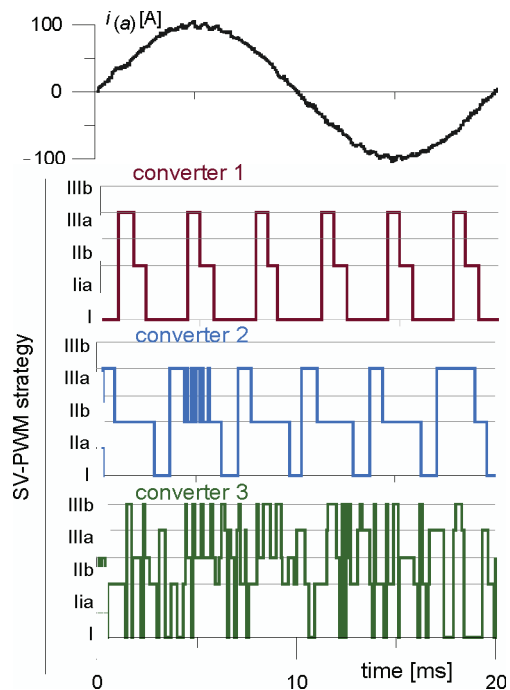 i(a) [A]
100
0
-100
SV-PWM strategy
converter 1
IIIb
IIIa
IIb
Iia
I
converter 2
IIIb
IIIa
IIb
IIa
I
converter 3
IIIb
IIIa
IIb
Iia
I
time [ms]
0
10
20